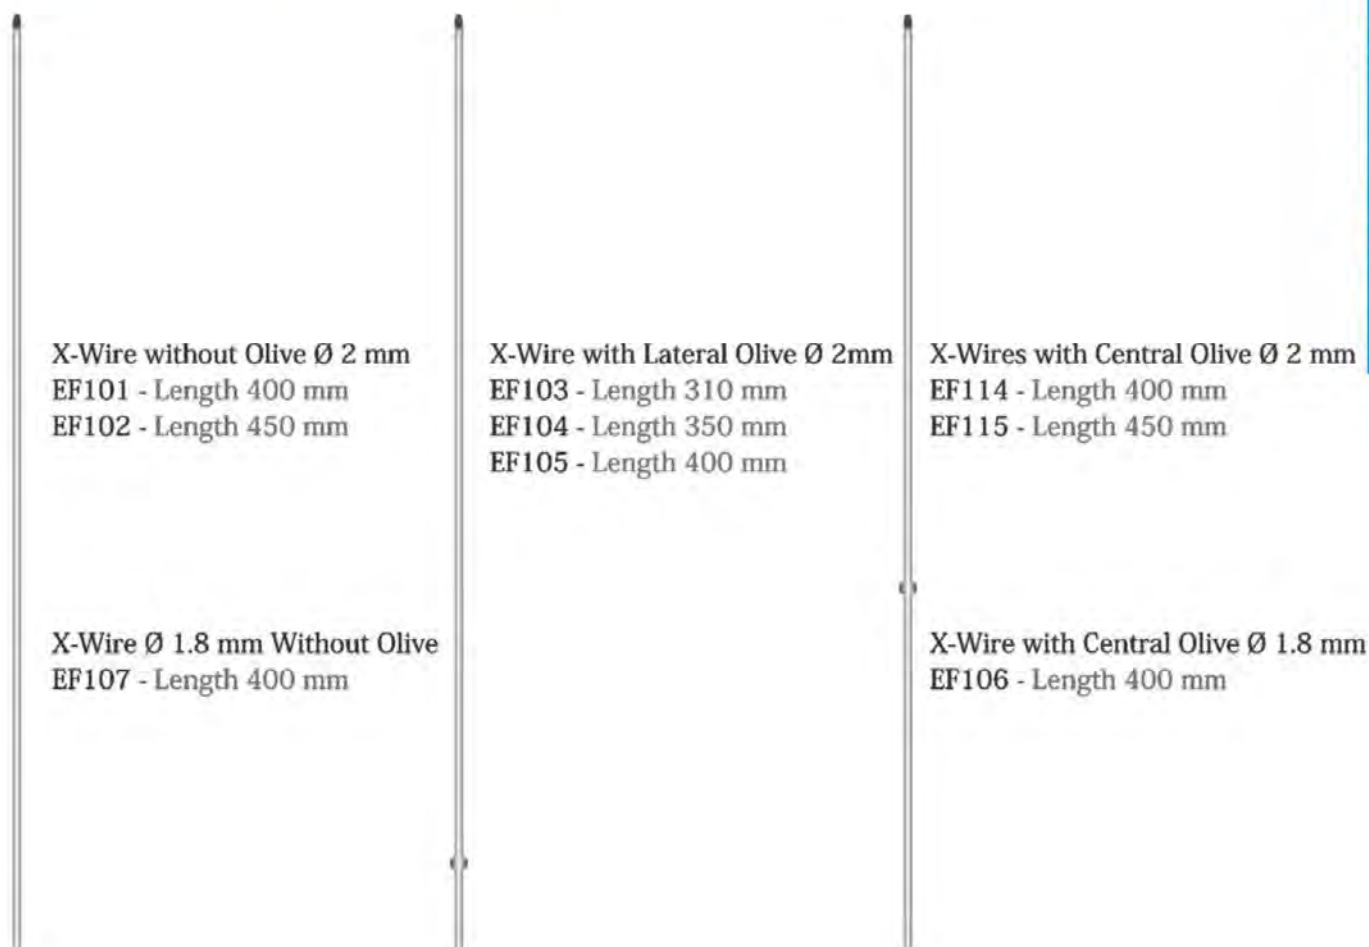 X-Wire without Olive Ø 2 mm
EF101 - Length 400 mm
EF102 - Length 450 mm
X-Wire Ø 1.8 mm Without Olive
EF107 - Length 400 mm
X-Wire with Lateral Olive Ø 2mm
EF103 - Length 310 mm
EF104 - Length 350 mm
EF105 - Length 400 mm
X-Wires with Central Olive Ø 2 mm
EF114 - Length 400 mm
EF115 - Length 450 mm
X-Wire with Central Olive Ø 1.8 mm
EF106 - Length 400 mm